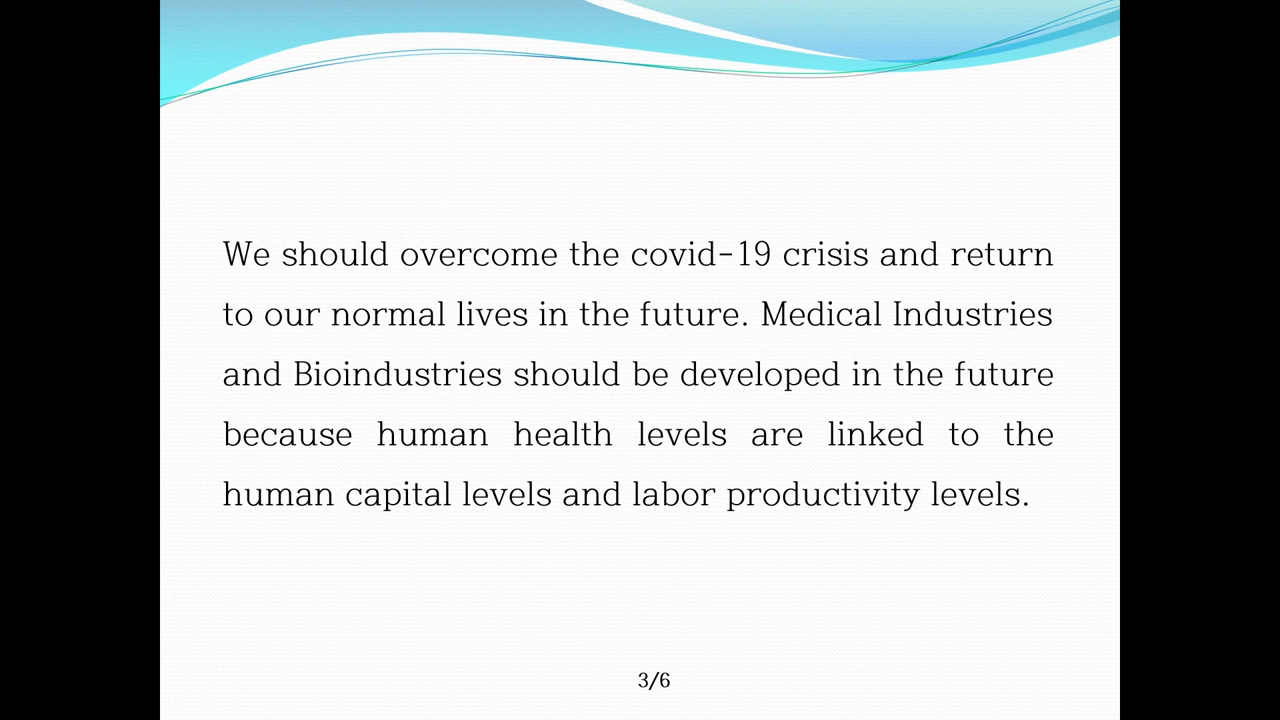 We should overcome the covid-19 crisis and return
to our normal lives in the future. Medical Industries
and Bioindustries should be developed in the future
because human health levels are linked to the
human capital levels and labor productivity levels.
3/6